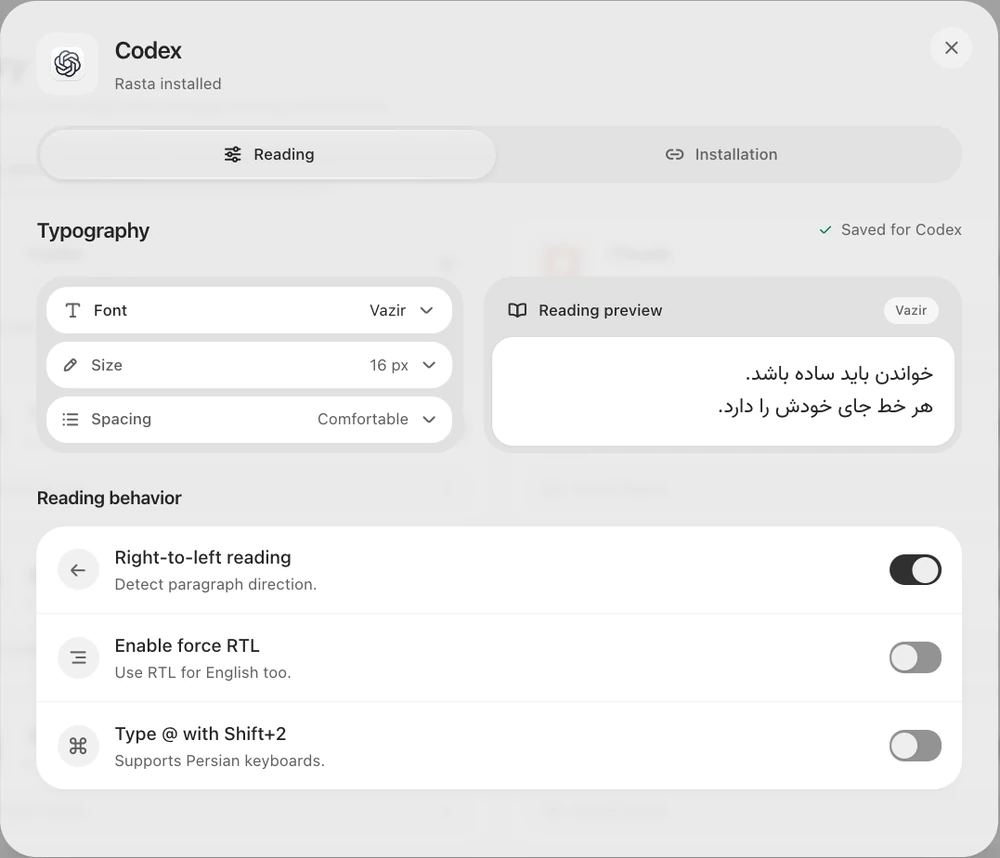 Codex
Rasta installed
Reading
Installation
Typography
Saved for Codex
Font
Vazir
Size
16 px
Spacing
Comfortable
Reading preview
Vazir
خواندن باید ساده باشد.
هر خط جای خودش را دارد.
Reading behavior
Right-to-left reading
Detect paragraph direction.
Enable force RTL
Use RTL for English too.
Type @ with Shift+2
Supports Persian keyboards.